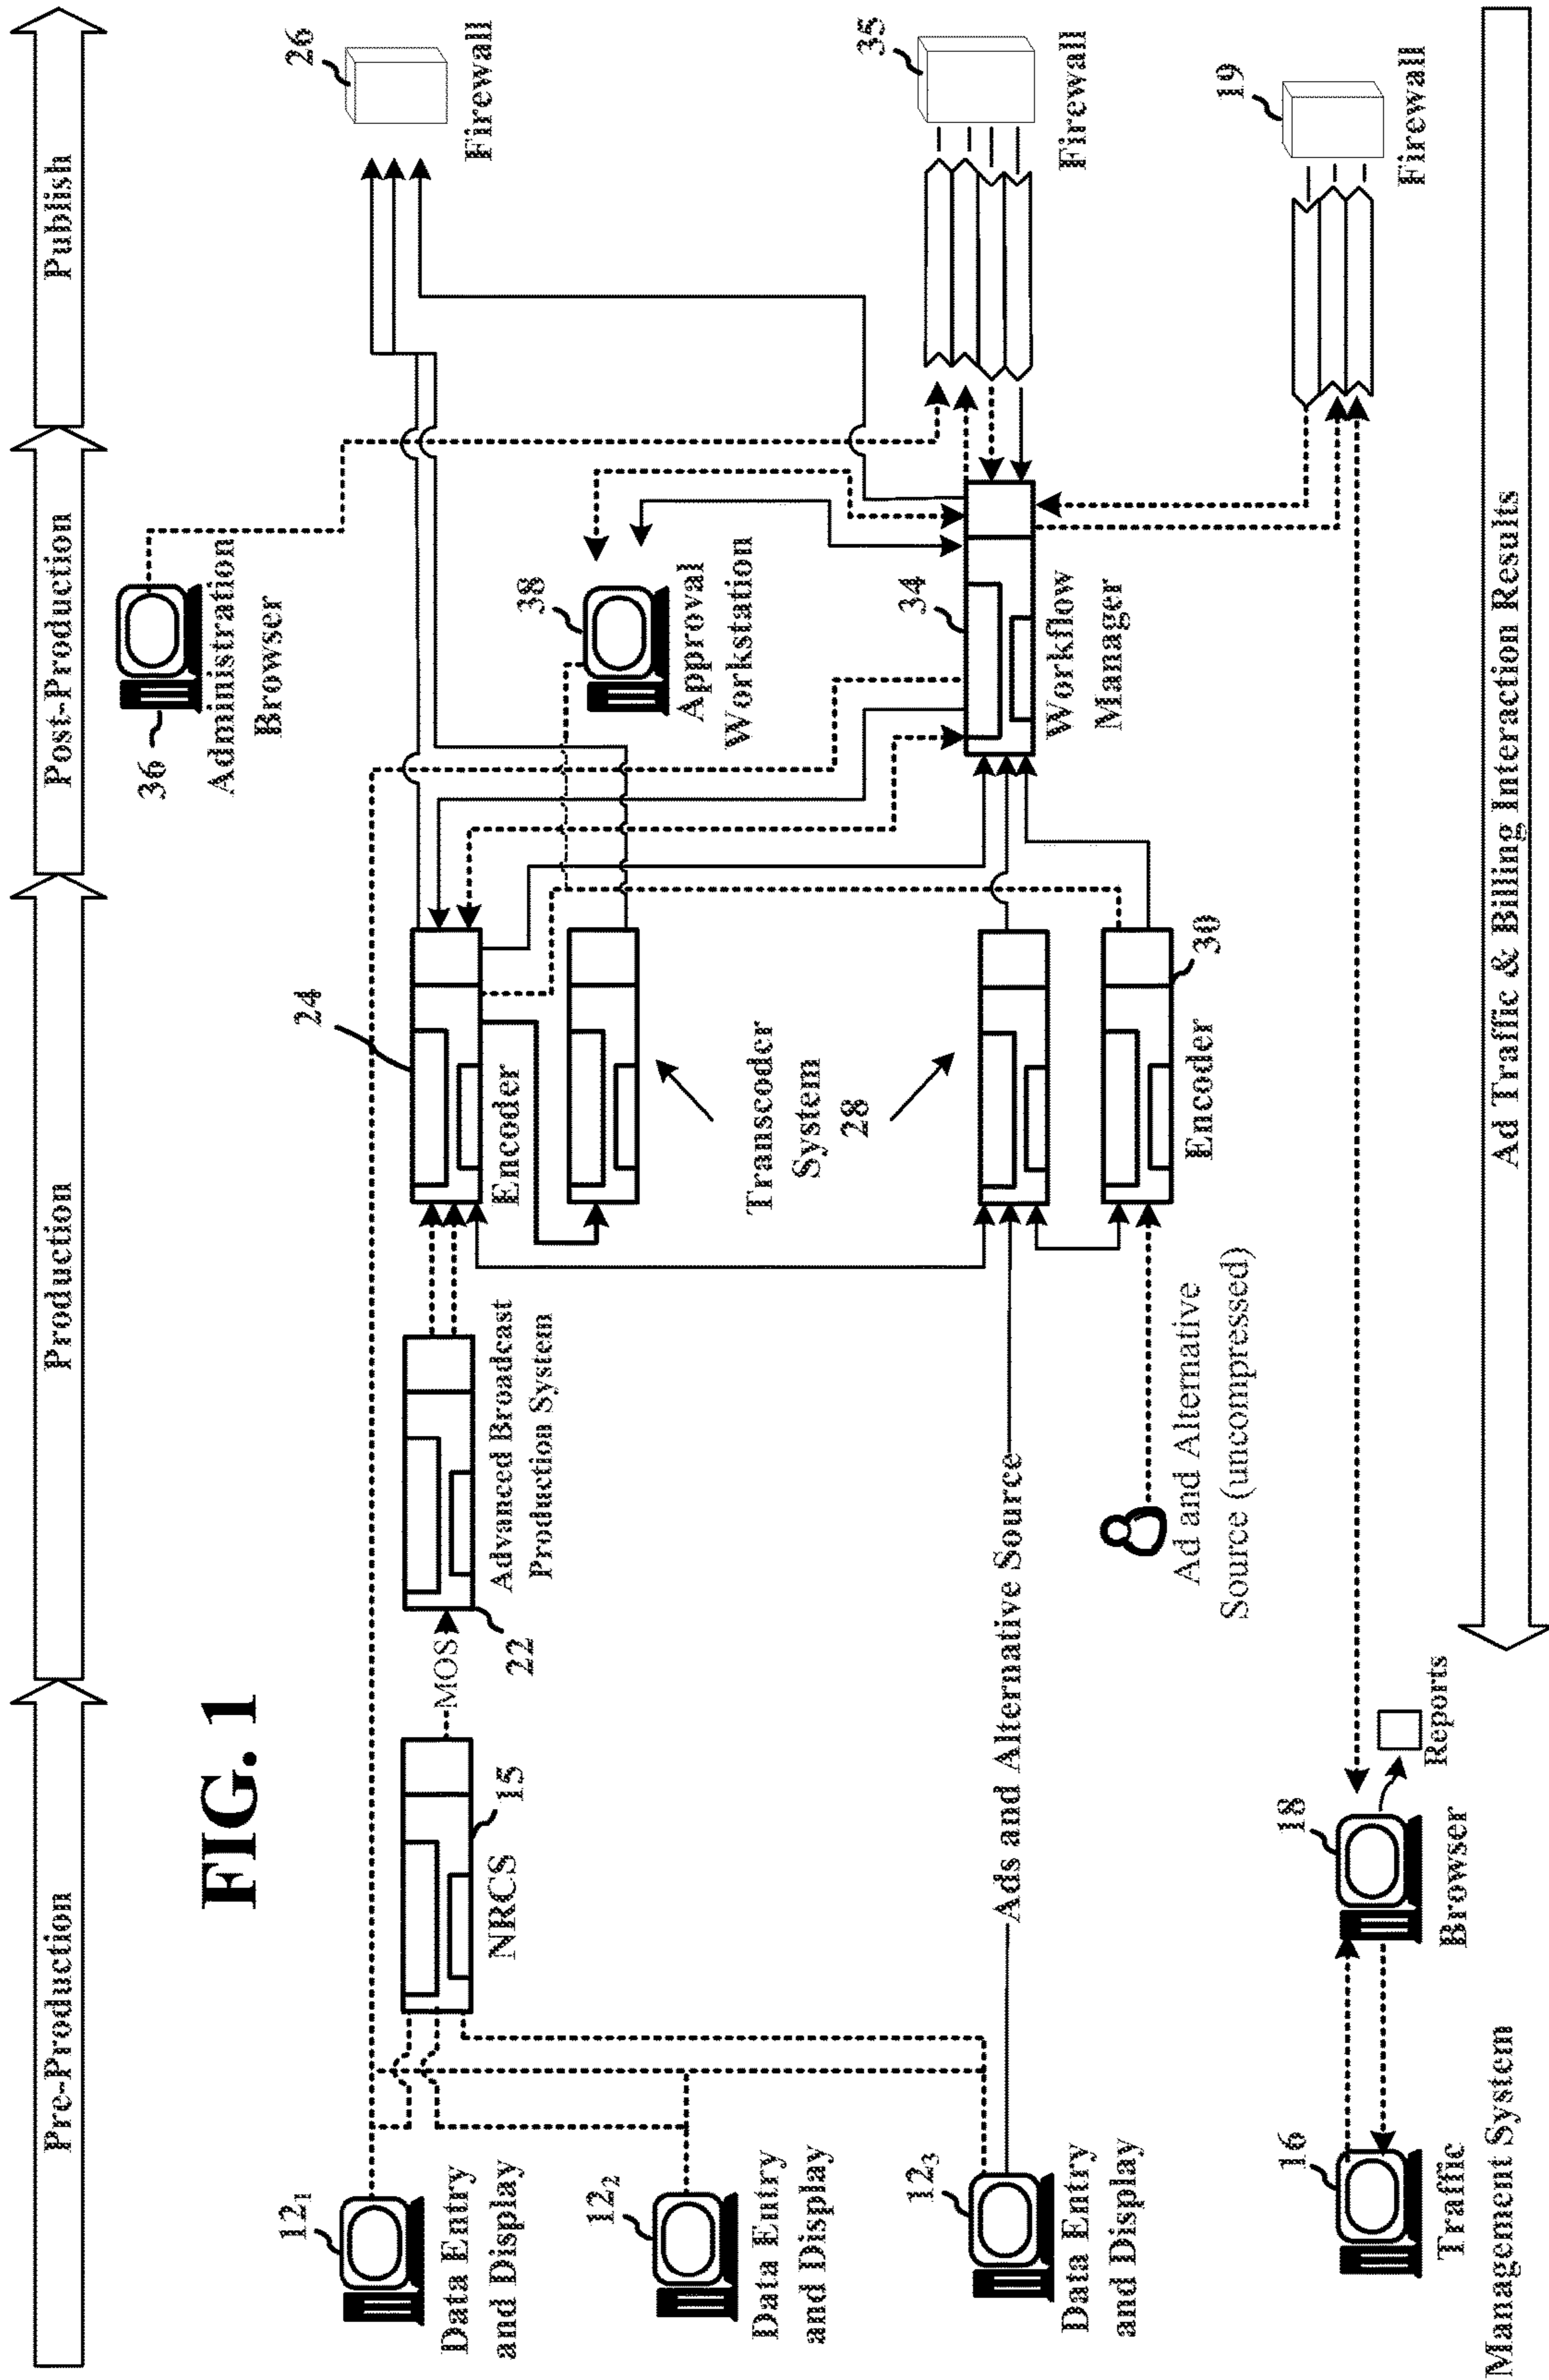 FIG. 1
Pre-Production
Production
Post-Production
Publish
36
Administration
Browser
26
Firewall
12₁
Data Entry
and Display
15
NRCS
MOS
22
Advanced Broadcast
Production System
24
Encoder
12₂
Data Entry
and Display
Transcoder
System
28
38
Approval
Workstation
35
Firewall
12₃
Data Entry
and Display
Ads and Alternative Source
34
Workflow
Manager
Ad and Alternative
Source (uncompressed)
Encoder
30
19
Firewall
16
Traffic
Management System
18
Browser
Reports
Ad Traffic & Billing Interaction Results